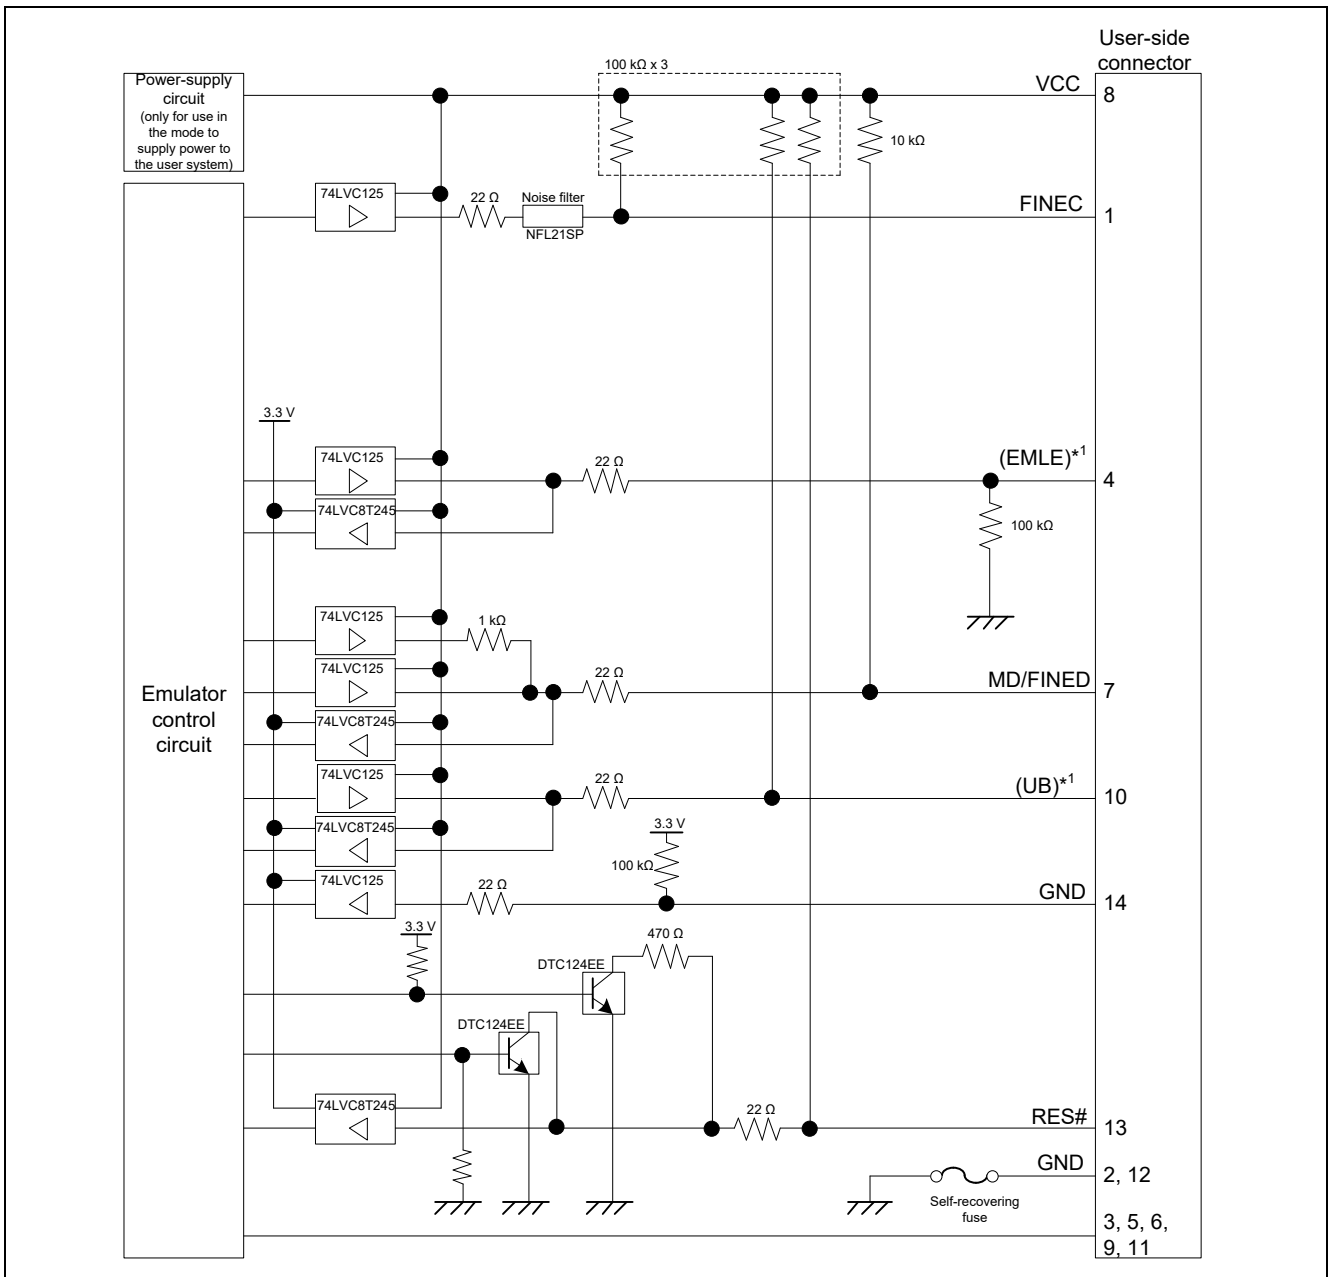 User-side
connector
Power-supply
circuit
(only for use in
the mode to
supply power to
the user system)
100 kΩ x 3
VCC
8
10 kΩ
74LVC125
22 Ω
Noise filter
NFL21SP
FINEC
1
3.3 V
74LVC125
22 Ω
(EMLE)*1
4
74LVC8T245
100 kΩ
74LVC125
1 kΩ
74LVC125
22 Ω
MD/FINED
7
Emulator
control
circuit
74LVC8T245
74LVC125
22 Ω
(UB)*1
10
74LVC8T245
3.3 V
100 kΩ
74LVC125
22 Ω
GND
14
3.3 V
470 Ω
DTC124EE
DTC124EE
74LVC8T245
22 Ω
RES#
13
GND
2, 12
Self-recovering
fuse
3, 5, 6,
9, 11